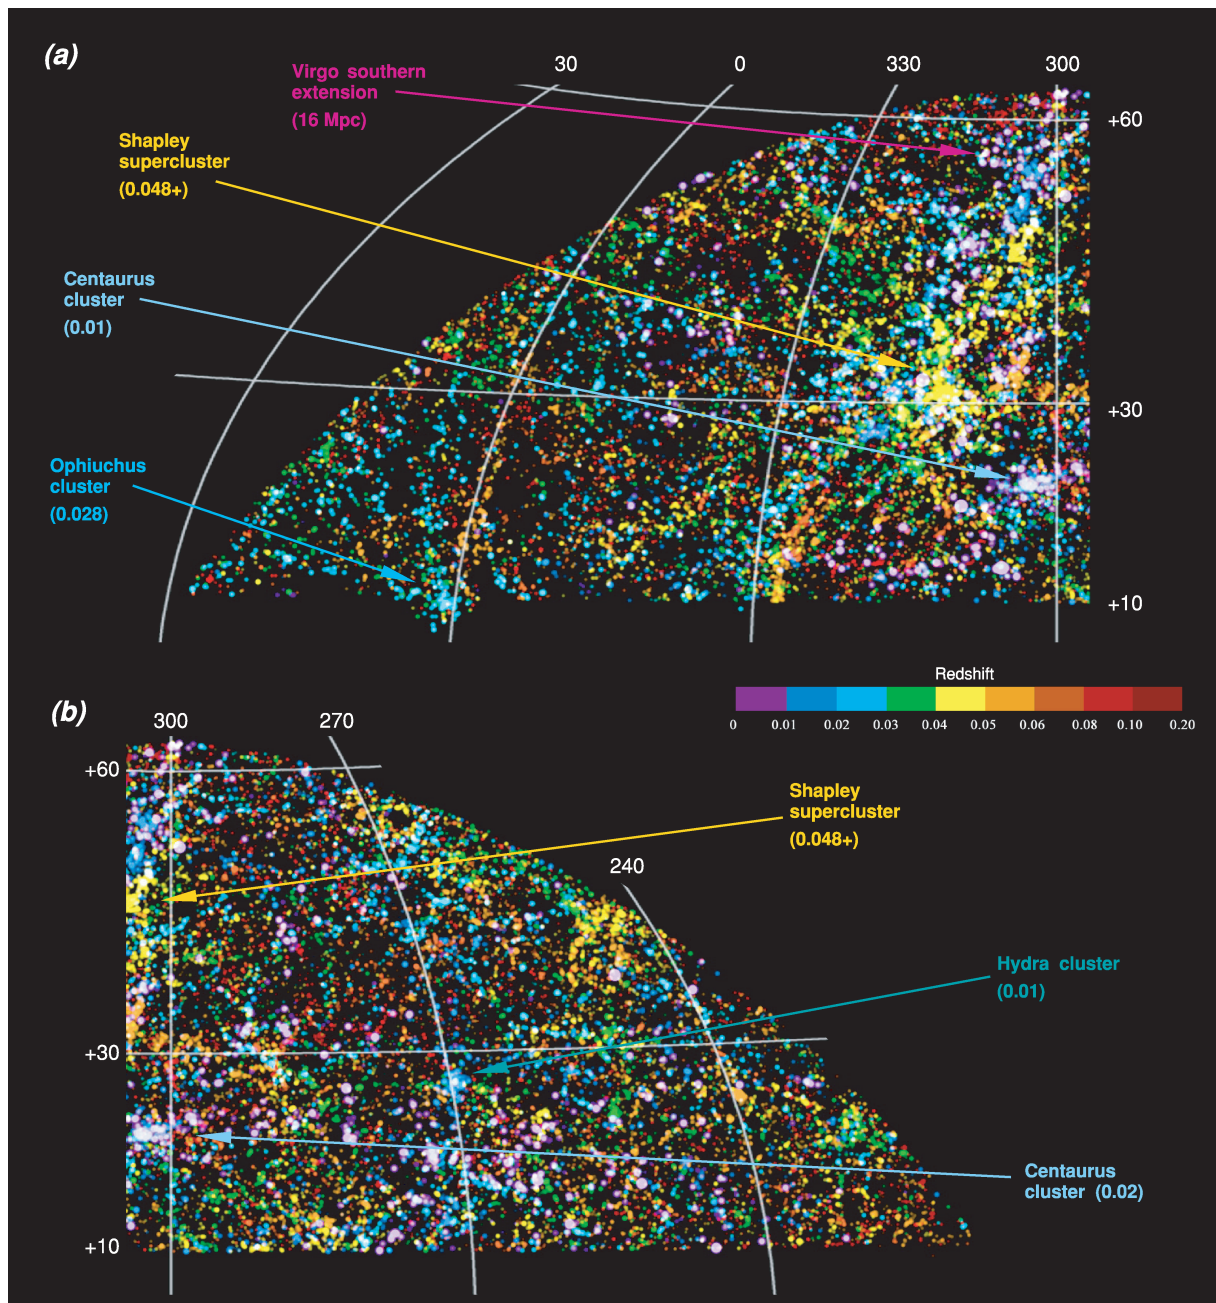 (a)
30
0
330
300
Virgo southern
extension
(16 Mpc)
+60
Shapley
supercluster
(0.048+)
Centaurus
cluster
(0.01)
+30
Ophiuchus
cluster
(0.028)
+10
Redshift
0 0.01 0.02 0.03 0.04 0.05 0.06 0.08 0.10 0.20
(b)
300
270
+60
Shapley
supercluster
(0.048+)
240
Hydra cluster
(0.01)
+30
Centaurus
cluster (0.02)
+10